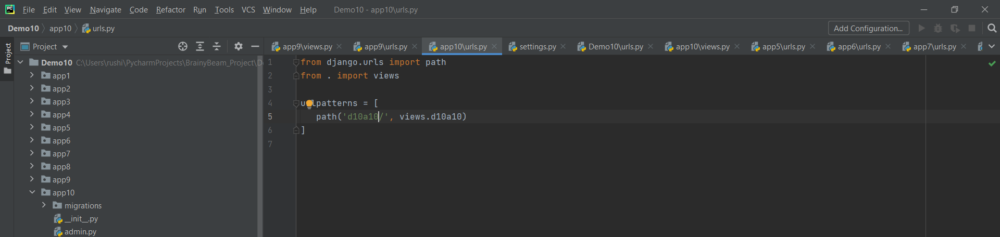 PC File Edit View Navigate Code Refactor Run Tools VCS Window Help Demo10 - app10\urls.py
Demo10 app10 urls.py Add Configuration...
Project
Project
app9\views.py app9\urls.py app10\urls.py settings.py Demo10\urls.py app10\views.py app5\urls.py app6\urls.py app7\urls.py
Demo10 C:\Users\rushi\PycharmProjects\BrainyBeam_Project\D
app1
app2
app3
app4
app5
app6
app7
app8
app9
app10
migrations
__init__.py
admin.py
1 from django.urls import path
2 from . import views
3
4 urlpatterns = [
5 path('d10a10/', views.d10a10)
6 ]
7